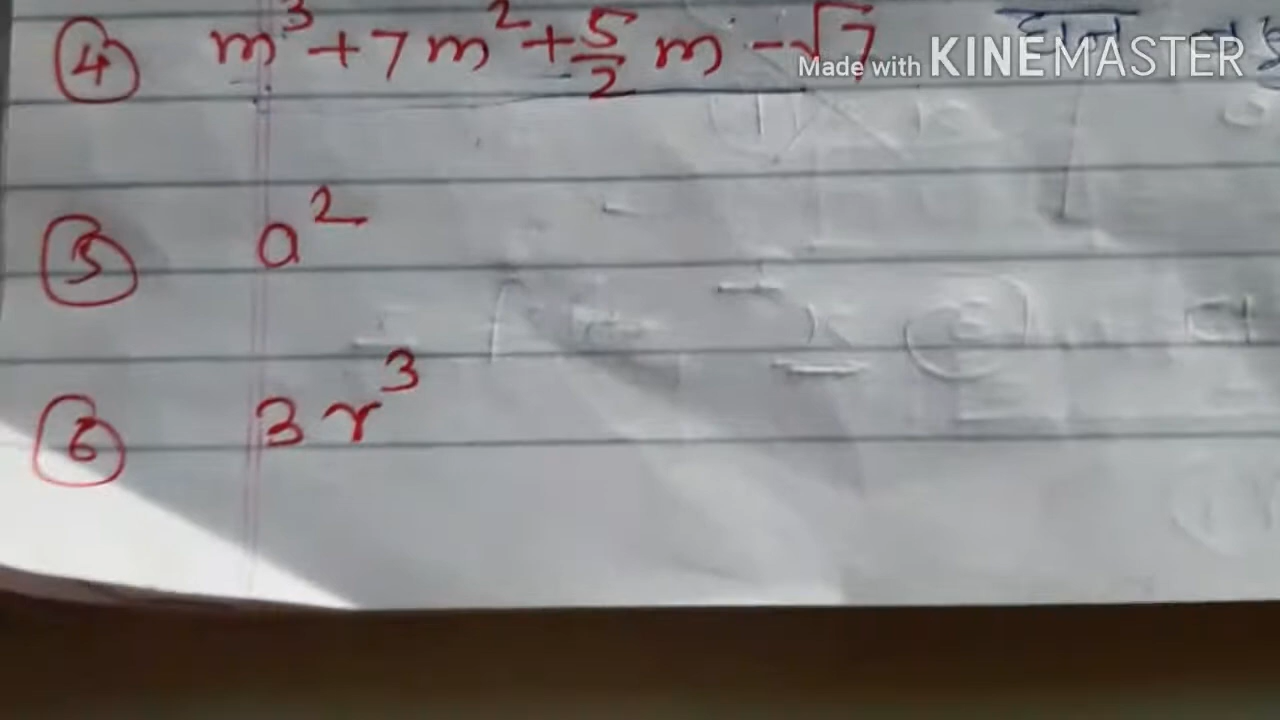 ④ m³ + 7m² + 5/2 m - √7
Made with KINEMASTER
⑤ a²
⑥ 3r³